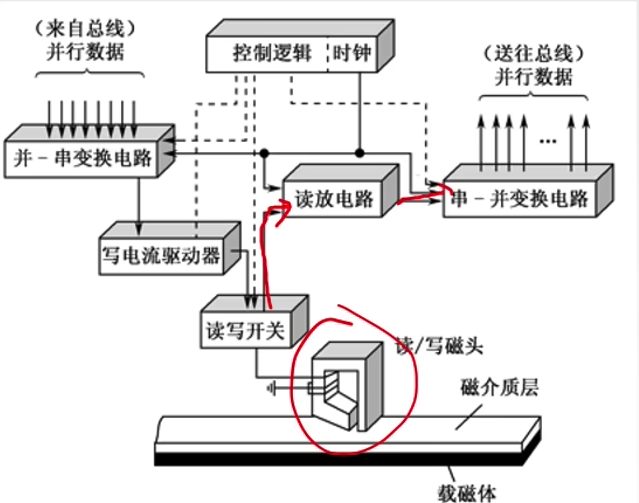 （来自总线）
并行数据
控制逻辑 时钟
（送往总线）
并行数据
...
并－串变换电路
读放电路
串－并变换电路
写电流驱动器
读写开关
读/写磁头
磁介质层
载磁体